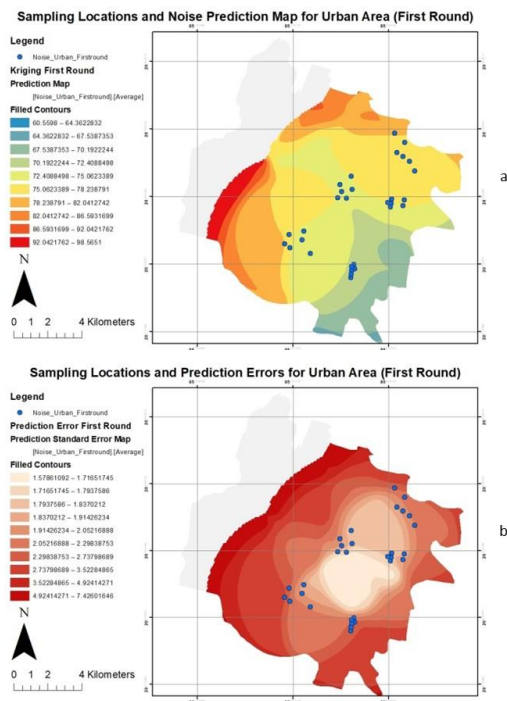 Sampling Locations and Noise Prediction Map for Urban Area (First Round)
Legend
Noise_Urban_Firstround
Kriging First Round
Prediction Map
[Noise_Urban_Firstround].[Average]
Filled Contours
60.5598 – 64.3622832
64.3622832 – 67.5387353
67.5387353 – 70.1922244
70.1922244 – 72.4088498
72.4088498 – 75.0623389
75.0623389 – 78.238791
78.238791 – 82.0412742
82.0412742 – 86.5931699
86.5931699 – 92.0421762
92.0421762 – 98.5651
N
0 1 2 4 Kilometers
a
Sampling Locations and Prediction Errors for Urban Area (First Round)
Legend
Noise_Urban_Firstround
Prediction Error First Round
Prediction Standard Error Map
[Noise_Urban_Firstround].[Average]
Filled Contours
1.57861092 – 1.71651745
1.71651745 – 1.7937586
1.7937586 – 1.8370212
1.8370212 – 1.91426234
1.91426234 – 2.05216888
2.05216888 – 2.29838753
2.29838753 – 2.73798689
2.73798689 – 3.52284865
3.52284865 – 4.92414271
4.92414271 – 7.42601646
N
0 1 2 4 Kilometers
b